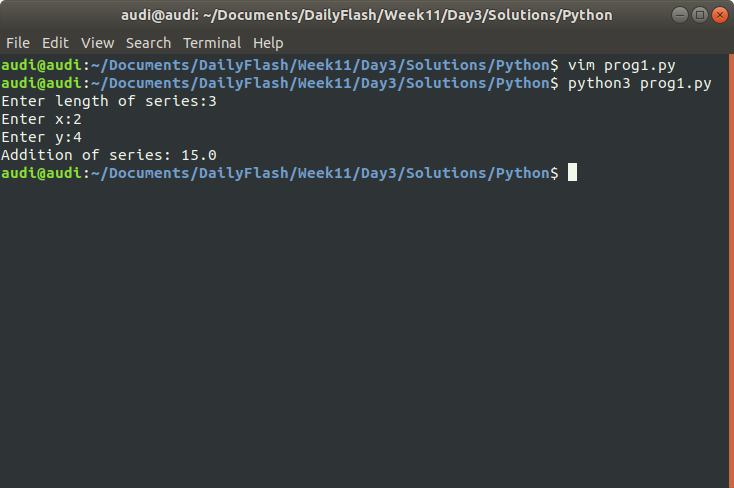 audi@audi: ~/Documents/DailyFlash/Week11/Day3/Solutions/Python
File Edit View Search Terminal Help
audi@audi:~/Documents/DailyFlash/Week11/Day3/Solutions/Python$ vim prog1.py
audi@audi:~/Documents/DailyFlash/Week11/Day3/Solutions/Python$ python3 prog1.py
Enter length of series:3
Enter x:2
Enter y:4
Addition of series: 15.0
audi@audi:~/Documents/DailyFlash/Week11/Day3/Solutions/Python$